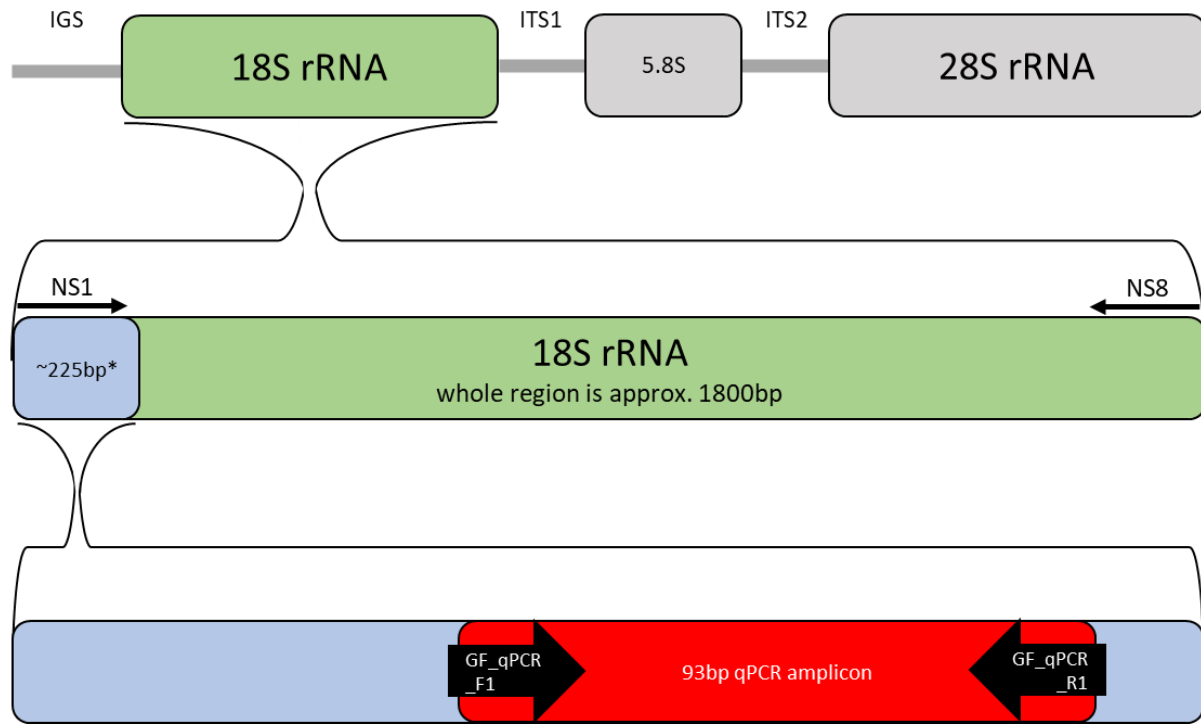 IGS
18S rRNA
ITS1
5.8S
ITS2
28S rRNA
NS1
NS8
~225bp*
18S rRNA
whole region is approx. 1800bp
GF_qPCR
_F1
93bp qPCR amplicon
GF_qPCR
_R1